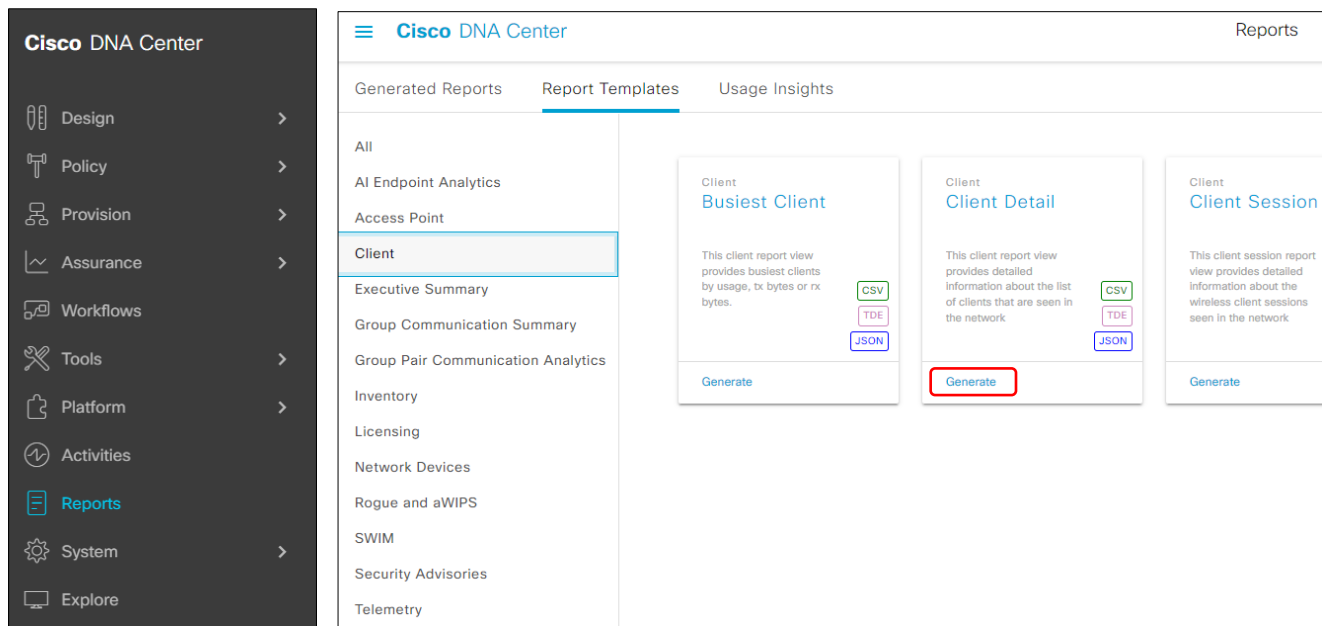 Cisco DNA Center
Design
Policy
Provision
Assurance
Workflows
Tools
Platform
Activities
Reports
System
Explore
Cisco DNA Center
Reports
Generated Reports
Report Templates
Usage Insights
All
AI Endpoint Analytics
Access Point
Client
Executive Summary
Group Communication Summary
Group Pair Communication Analytics
Inventory
Licensing
Network Devices
Rogue and aWIPS
SWIM
Security Advisories
Telemetry
Client
Busiest Client
This client report view
provides busiest clients
by usage, tx bytes or rx
bytes.
CSV
TDE
JSON
Generate
Client
Client Detail
This client report view
provides detailed
information about the list
of clients that are seen in
the network
CSV
TDE
JSON
Generate
Client
Client Session
This client session report
view provides detailed
information about the
wireless client sessions
seen in the network
Generate